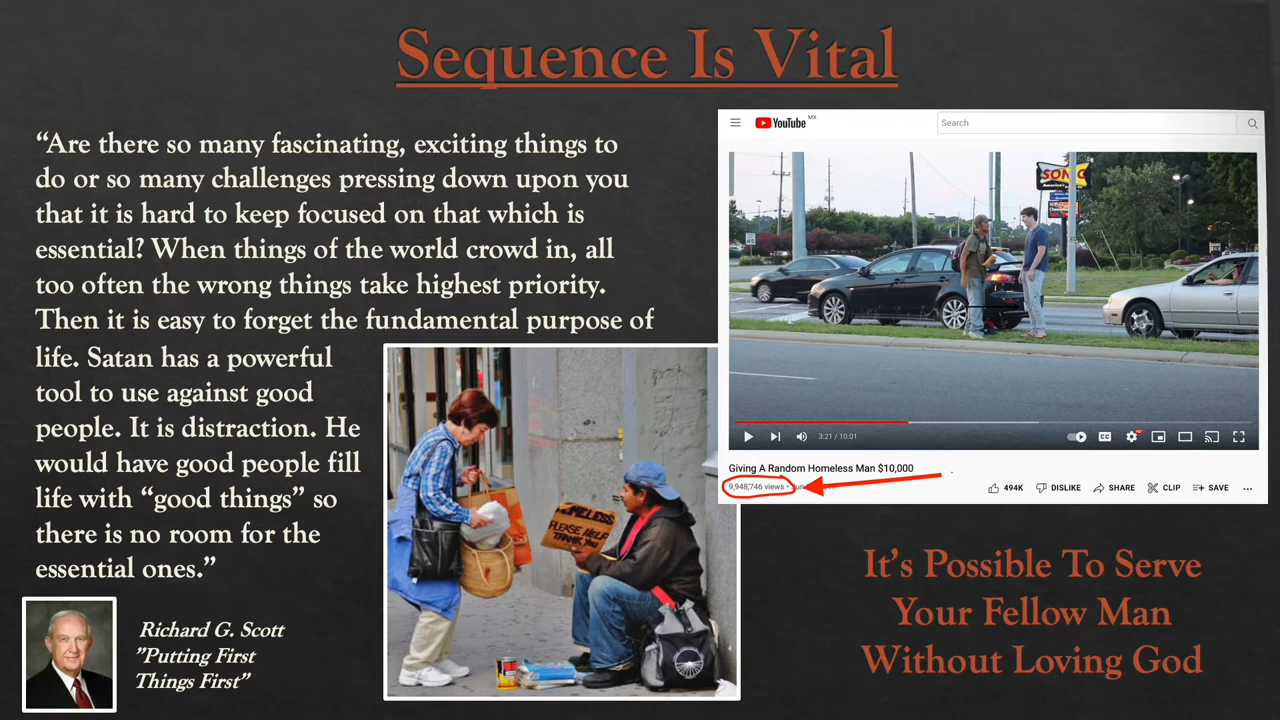 Sequence Is Vital
“Are there so many fascinating, exciting things to
do or so many challenges pressing down upon you
that it is hard to keep focused on that which is
essential? When things of the world crowd in, all
too often the wrong things take highest priority.
Then it is easy to forget the fundamental purpose of
life. Satan has a powerful
tool to use against good
people. It is distraction. He
would have good people fill
life with “good things” so
there is no room for the
essential ones.”
Richard G. Scott
”Putting First
Things First”
YouTube MX
Search
SONIC
3:21 / 10:01
CC
HD
Giving A Random Homeless Man $10,000
9,948,746 views
494K DISLIKE SHARE CLIP SAVE ...
HOMELESS
PLEASE HELP
THANK YOU
It’s Possible To Serve
Your Fellow Man
Without Loving God